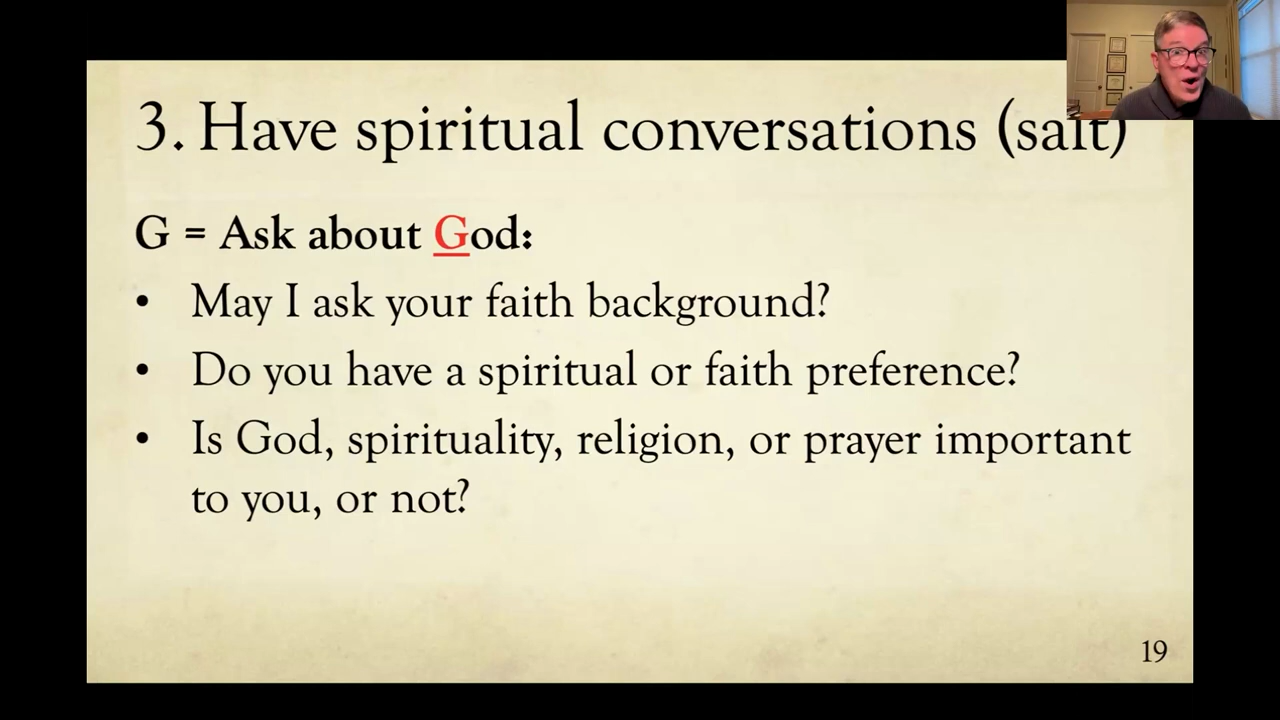 3. Have spiritual conversations (salt)
G = Ask about God:
• May I ask your faith background?
• Do you have a spiritual or faith preference?
• Is God, spirituality, religion, or prayer important
to you, or not?
19